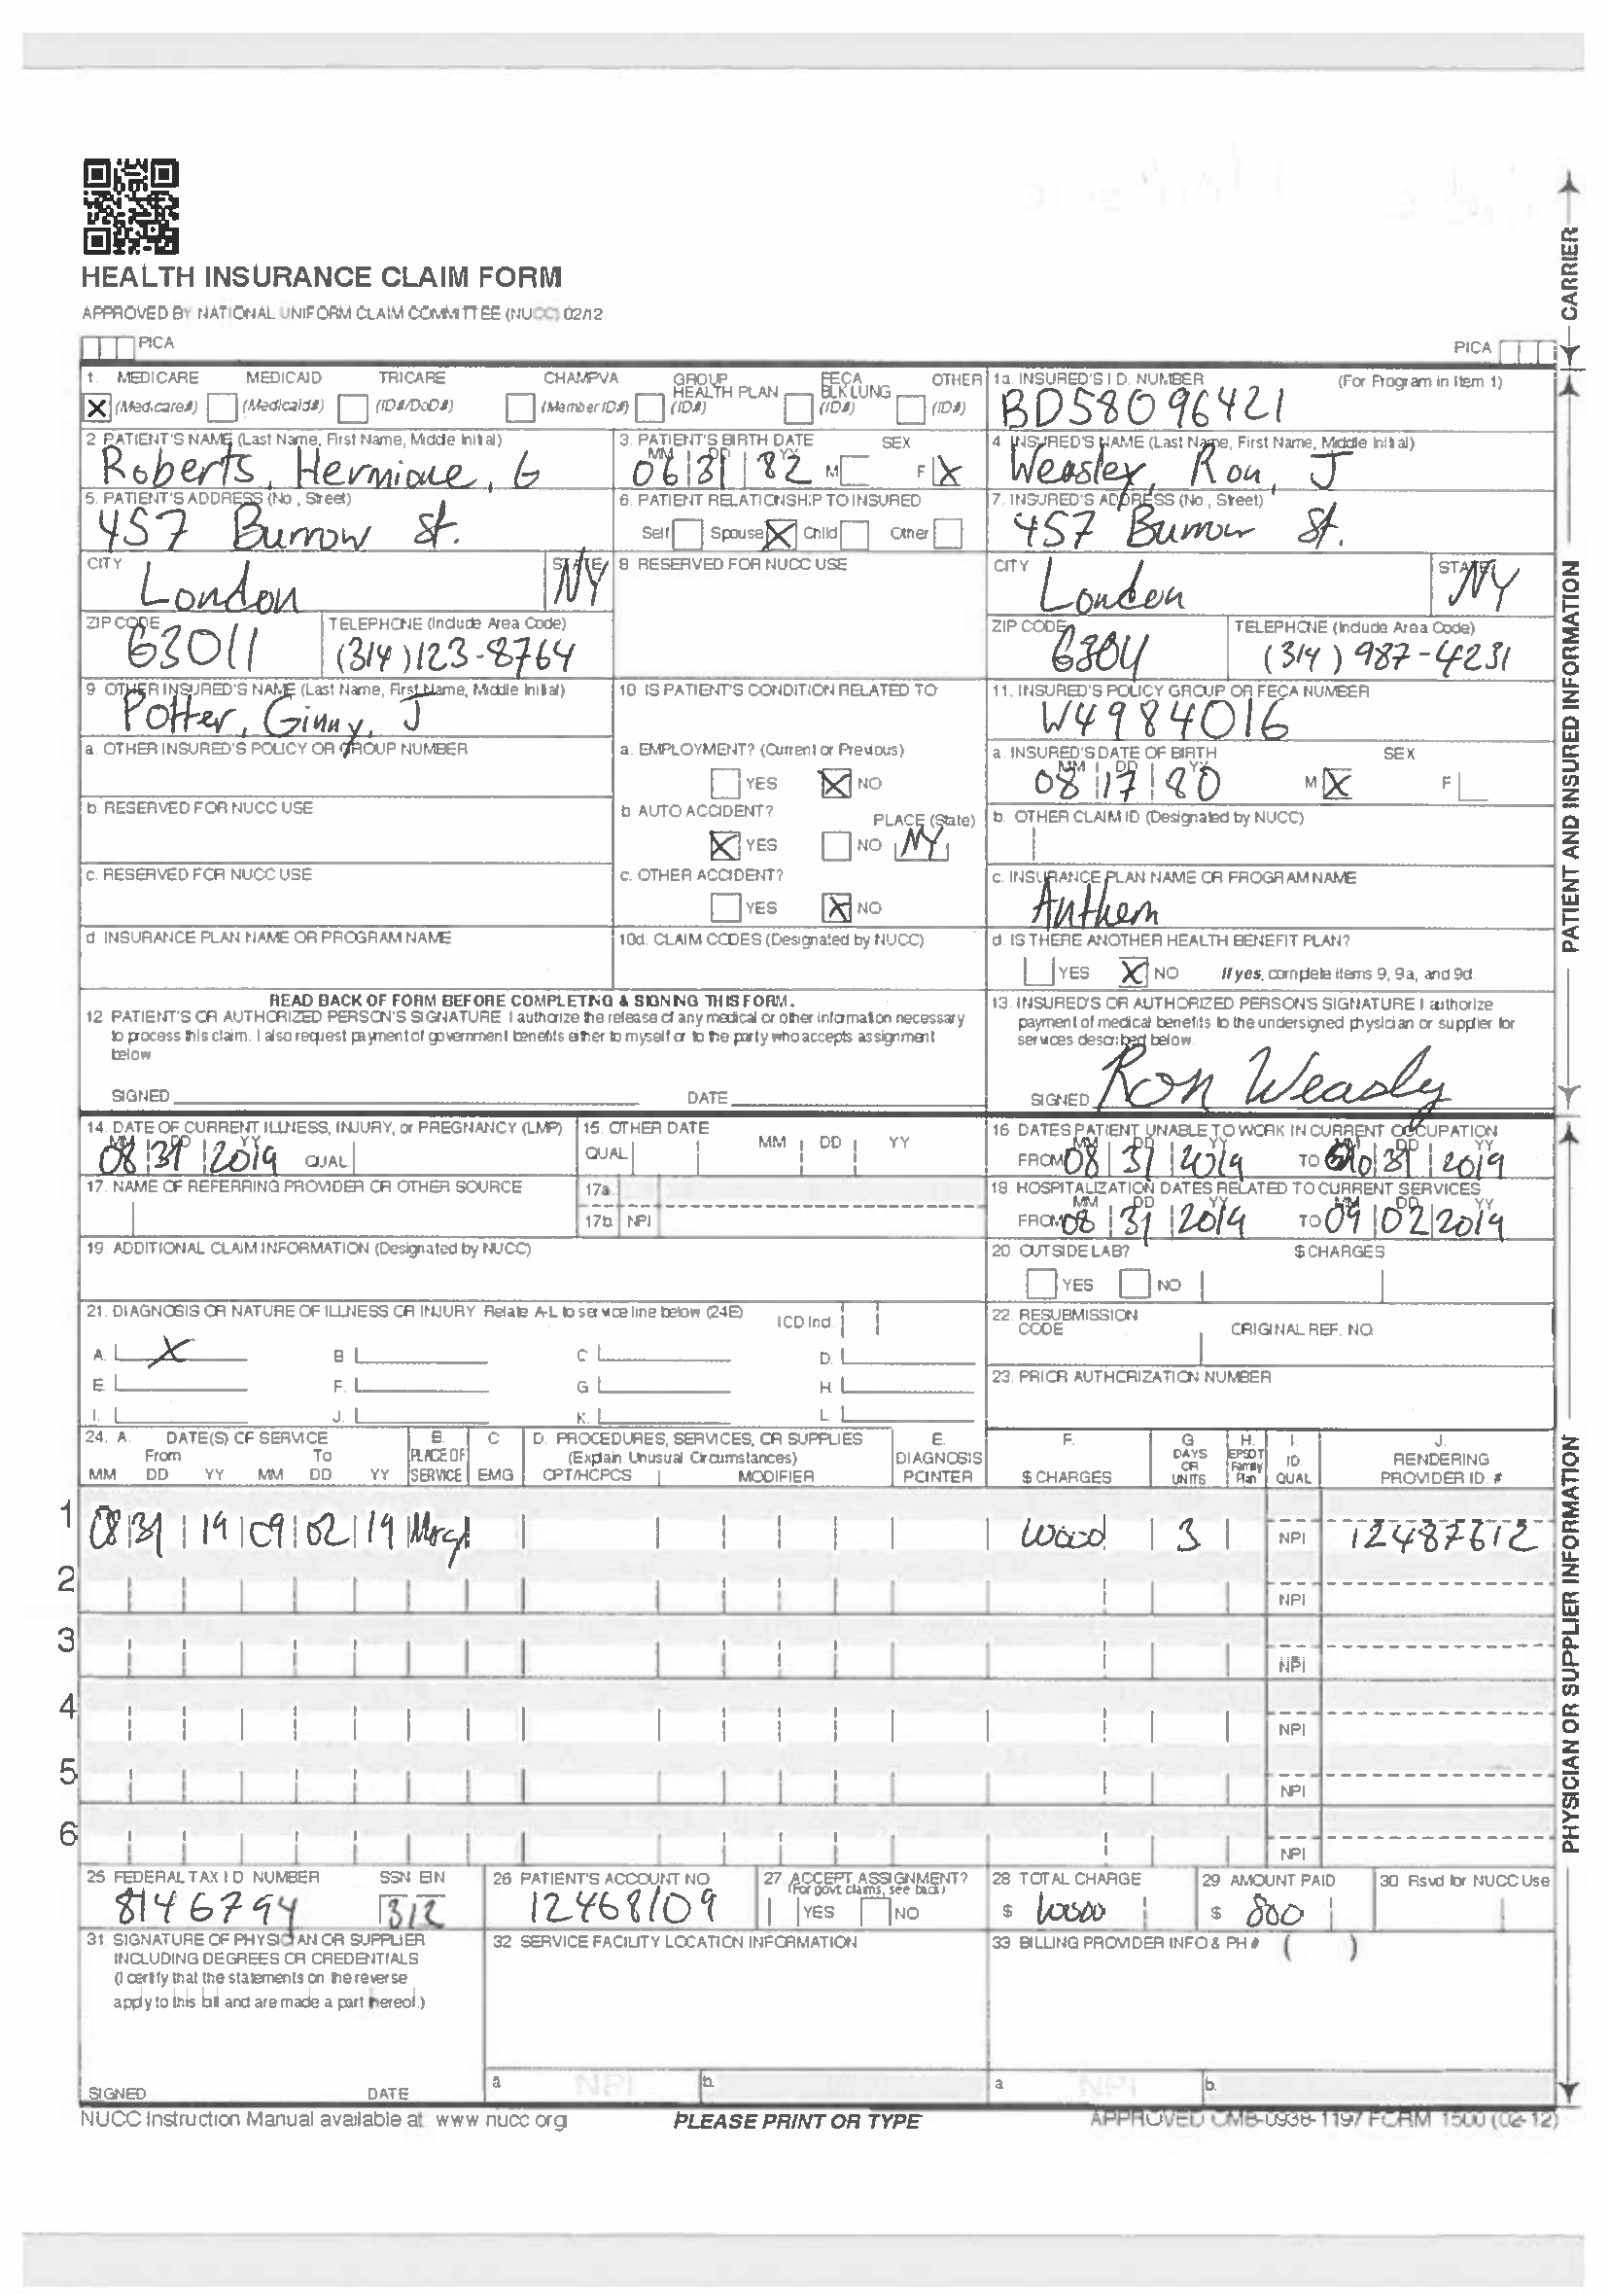 HEALTH INSURANCE CLAIM FORM
APPROVED BY NATIONAL UNIFORM CLAIM COMMITTEE (NUCC) 02/12
PICA
PICA
CARRIER
1. MEDICARE MEDICAID TRICARE CHAMPVA GROUP HEALTH PLAN FECA BLK LUNG OTHER
X (Medicare#) (Medicaid#) (ID#/DoD#) (Member ID#) (ID#) (ID#) (ID#)
1a. INSURED'S I.D. NUMBER (For Program in Item 1)
BD58096421
2. PATIENT'S NAME (Last Name, First Name, Middle Initial)
Roberts, Hermione, G
3. PATIENT'S BIRTH DATE SEX
MM DD YY
06 31 82 M F X
4. INSURED'S NAME (Last Name, First Name, Middle Initial)
Weasley, Ron, J
5. PATIENT'S ADDRESS (No., Street)
457 Burrow St.
6. PATIENT RELATIONSHIP TO INSURED
Self Spouse X Child Other
7. INSURED'S ADDRESS (No., Street)
457 Burrow St.
CITY STATE
London NY
8. RESERVED FOR NUCC USE
CITY STATE
London NY
ZIP CODE TELEPHONE (Include Area Code)
63011 (314) 123-8764
ZIP CODE TELEPHONE (Include Area Code)
(314) 987-4231
9. OTHER INSURED'S NAME (Last Name, First Name, Middle Initial)
Potter, Ginny, J
10. IS PATIENT'S CONDITION RELATED TO
11. INSURED'S POLICY GROUP OR FECA NUMBER
W4984016
a. OTHER INSURED'S POLICY OR GROUP NUMBER
a. EMPLOYMENT? (Current or Previous)
YES X NO
a. INSURED'S DATE OF BIRTH SEX
MM DD YY
08 17 80 M X F
b. RESERVED FOR NUCC USE
b. AUTO ACCIDENT? PLACE (State)
X YES NO NY
b. OTHER CLAIM ID (Designated by NUCC)
c. RESERVED FOR NUCC USE
c. OTHER ACCIDENT?
YES X NO
c. INSURANCE PLAN NAME OR PROGRAM NAME
Anthem
d. INSURANCE PLAN NAME OR PROGRAM NAME
10d. CLAIM CODES (Designated by NUCC)
d. IS THERE ANOTHER HEALTH BENEFIT PLAN?
YES X NO If yes, complete items 9, 9a, and 9d.
READ BACK OF FORM BEFORE COMPLETING & SIGNING THIS FORM.
12. PATIENT'S OR AUTHORIZED PERSON'S SIGNATURE I authorize the release of any medical or other information necessary
to process this claim. I also request payment of government benefits either to myself or to the party who accepts assignment
below
SIGNED DATE
13. INSURED'S OR AUTHORIZED PERSON'S SIGNATURE I authorize
payment of medical benefits to the undersigned physician or supplier for
services described below.
SIGNED Ron Weasly
PATIENT AND INSURED INFORMATION
14. DATE OF CURRENT ILLNESS, INJURY, or PREGNANCY (LMP)
MM DD YY
08 31 2019 QUAL.
15. OTHER DATE
QUAL. MM DD YY
16. DATES PATIENT UNABLE TO WORK IN CURRENT OCCUPATION
MM DD YY MM DD YY
FROM 08 31 2019 TO 10 31 2019
17. NAME OF REFERRING PROVIDER OR OTHER SOURCE
17a.
17b. NPI
18. HOSPITALIZATION DATES RELATED TO CURRENT SERVICES
MM DD YY MM DD YY
FROM 08 31 2019 TO 09 02 2019
19. ADDITIONAL CLAIM INFORMATION (Designated by NUCC)
20. OUTSIDE LAB? $ CHARGES
YES NO
21. DIAGNOSIS OR NATURE OF ILLNESS OR INJURY Relate A-L to service line below (24E) ICD Ind.
A. X B. C. D.
E. F. G. H.
I. J. K. L.
22. RESUBMISSION CODE ORIGINAL REF. NO.
23. PRIOR AUTHORIZATION NUMBER
24. A. DATE(S) OF SERVICE B. C. D. PROCEDURES, SERVICES, OR SUPPLIES E. F. G. H. I. J.
From To PLACE OF (Explain Unusual Circumstances) DIAGNOSIS DAYS OR EPSDT Family ID. RENDERING
MM DD YY MM DD YY SERVICE EMG CPT/HCPCS MODIFIER POINTER $ CHARGES UNITS Plan QUAL. PROVIDER ID. #
1 08 31 19 09 02 19 3 NPI 12487612
2 NPI
3 NPI
4 NPI
5 NPI
6 NPI
25. FEDERAL TAX I.D. NUMBER SSN EIN
8146794 312
26. PATIENT'S ACCOUNT NO.
12468109
27. ACCEPT ASSIGNMENT?
(For govt. claims, see back)
YES NO
28. TOTAL CHARGE
$
29. AMOUNT PAID
$ 800
30. Rsvd for NUCC Use
31. SIGNATURE OF PHYSICIAN OR SUPPLIER
INCLUDING DEGREES OR CREDENTIALS
(I certify that the statements on the reverse
apply to this bill and are made a part thereof.)
SIGNED DATE
32. SERVICE FACILITY LOCATION INFORMATION
a. NPI b.
33. BILLING PROVIDER INFO & PH # ( )
a. NPI b.
PHYSICIAN OR SUPPLIER INFORMATION
NUCC Instruction Manual available at: www.nucc.org
PLEASE PRINT OR TYPE
APPROVED OMB-0938-1197 FORM 1500 (02-12)